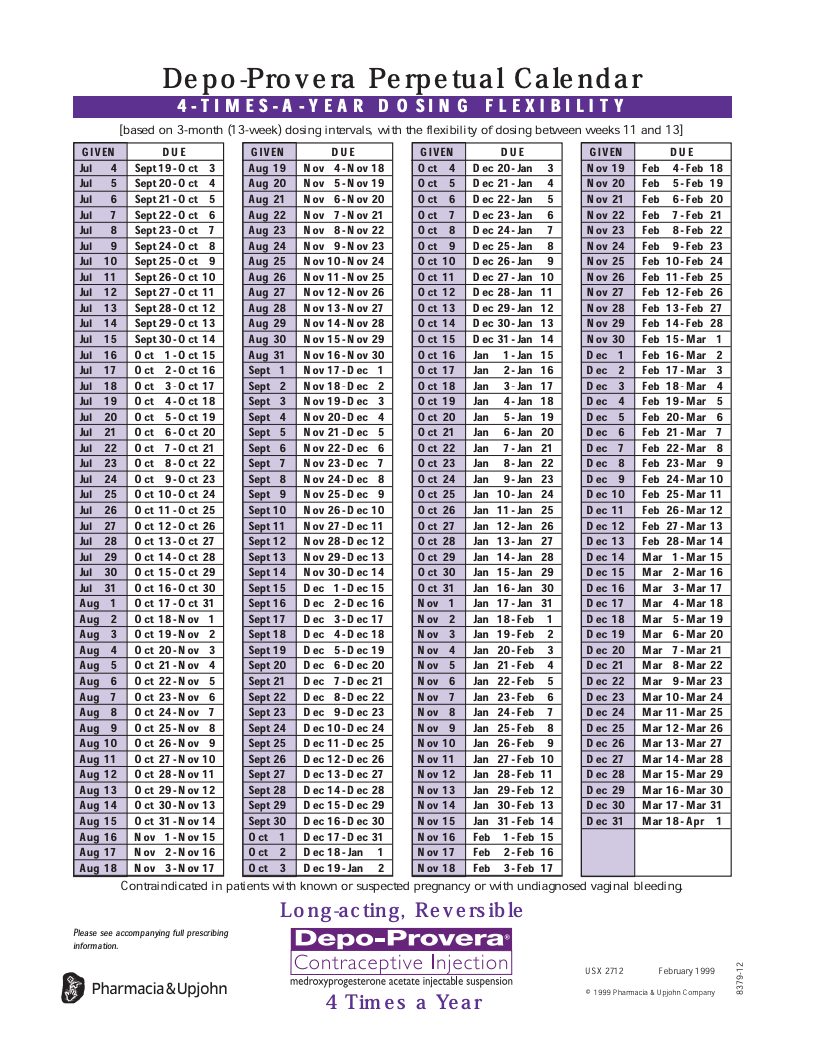 Depo-Provera Perpetual Calendar
4-TIMES-A-YEAR DOSING FLEXIBILITY
[based on 3-month (13-week) dosing intervals, with the flexibility of dosing between weeks 11 and 13]
GIVEN DUE
Jul 4 Sept 19-Oct 3
Jul 5 Sept 20-Oct 4
Jul 6 Sept 21-Oct 5
Jul 7 Sept 22-Oct 6
Jul 8 Sept 23-Oct 7
Jul 9 Sept 24-Oct 8
Jul 10 Sept 25-Oct 9
Jul 11 Sept 26-Oct 10
Jul 12 Sept 27-Oct 11
Jul 13 Sept 28-Oct 12
Jul 14 Sept 29-Oct 13
Jul 15 Sept 30-Oct 14
Jul 16 Oct 1-Oct 15
Jul 17 Oct 2-Oct 16
Jul 18 Oct 3-Oct 17
Jul 19 Oct 4-Oct 18
Jul 20 Oct 5-Oct 19
Jul 21 Oct 6-Oct 20
Jul 22 Oct 7-Oct 21
Jul 23 Oct 8-Oct 22
Jul 24 Oct 9-Oct 23
Jul 25 Oct 10-Oct 24
Jul 26 Oct 11-Oct 25
Jul 27 Oct 12-Oct 26
Jul 28 Oct 13-Oct 27
Jul 29 Oct 14-Oct 28
Jul 30 Oct 15-Oct 29
Jul 31 Oct 16-Oct 30
Aug 1 Oct 17-Oct 31
Aug 2 Oct 18-Nov 1
Aug 3 Oct 19-Nov 2
Aug 4 Oct 20-Nov 3
Aug 5 Oct 21-Nov 4
Aug 6 Oct 22-Nov 5
Aug 7 Oct 23-Nov 6
Aug 8 Oct 24-Nov 7
Aug 9 Oct 25-Nov 8
Aug 10 Oct 26-Nov 9
Aug 11 Oct 27-Nov 10
Aug 12 Oct 28-Nov 11
Aug 13 Oct 29-Nov 12
Aug 14 Oct 30-Nov 13
Aug 15 Oct 31-Nov 14
Aug 16 Nov 1-Nov 15
Aug 17 Nov 2-Nov 16
Aug 18 Nov 3-Nov 17
GIVEN DUE
Aug 19 Nov 4-Nov 18
Aug 20 Nov 5-Nov 19
Aug 21 Nov 6-Nov 20
Aug 22 Nov 7-Nov 21
Aug 23 Nov 8-Nov 22
Aug 24 Nov 9-Nov 23
Aug 25 Nov 10-Nov 24
Aug 26 Nov 11-Nov 25
Aug 27 Nov 12-Nov 26
Aug 28 Nov 13-Nov 27
Aug 29 Nov 14-Nov 28
Aug 30 Nov 15-Nov 29
Aug 31 Nov 16-Nov 30
Sept 1 Nov 17-Dec 1
Sept 2 Nov 18-Dec 2
Sept 3 Nov 19-Dec 3
Sept 4 Nov 20-Dec 4
Sept 5 Nov 21-Dec 5
Sept 6 Nov 22-Dec 6
Sept 7 Nov 23-Dec 7
Sept 8 Nov 24-Dec 8
Sept 9 Nov 25-Dec 9
Sept 10 Nov 26-Dec 10
Sept 11 Nov 27-Dec 11
Sept 12 Nov 28-Dec 12
Sept 13 Nov 29-Dec 13
Sept 14 Nov 30-Dec 14
Sept 15 Dec 1-Dec 15
Sept 16 Dec 2-Dec 16
Sept 17 Dec 3-Dec 17
Sept 18 Dec 4-Dec 18
Sept 19 Dec 5-Dec 19
Sept 20 Dec 6-Dec 20
Sept 21 Dec 7-Dec 21
Sept 22 Dec 8-Dec 22
Sept 23 Dec 9-Dec 23
Sept 24 Dec 10-Dec 24
Sept 25 Dec 11-Dec 25
Sept 26 Dec 12-Dec 26
Sept 27 Dec 13-Dec 27
Sept 28 Dec 14-Dec 28
Sept 29 Dec 15-Dec 29
Sept 30 Dec 16-Dec 30
Oct 1 Dec 17-Dec 31
Oct 2 Dec 18-Jan 1
Oct 3 Dec 19-Jan 2
GIVEN DUE
Oct 4 Dec 20-Jan 3
Oct 5 Dec 21-Jan 4
Oct 6 Dec 22-Jan 5
Oct 7 Dec 23-Jan 6
Oct 8 Dec 24-Jan 7
Oct 9 Dec 25-Jan 8
Oct 10 Dec 26-Jan 9
Oct 11 Dec 27-Jan 10
Oct 12 Dec 28-Jan 11
Oct 13 Dec 29-Jan 12
Oct 14 Dec 30-Jan 13
Oct 15 Dec 31-Jan 14
Oct 16 Jan 1-Jan 15
Oct 17 Jan 2-Jan 16
Oct 18 Jan 3-Jan 17
Oct 19 Jan 4-Jan 18
Oct 20 Jan 5-Jan 19
Oct 21 Jan 6-Jan 20
Oct 22 Jan 7-Jan 21
Oct 23 Jan 8-Jan 22
Oct 24 Jan 9-Jan 23
Oct 25 Jan 10-Jan 24
Oct 26 Jan 11-Jan 25
Oct 27 Jan 12-Jan 26
Oct 28 Jan 13-Jan 27
Oct 29 Jan 14-Jan 28
Oct 30 Jan 15-Jan 29
Oct 31 Jan 16-Jan 30
Nov 1 Jan 17-Jan 31
Nov 2 Jan 18-Feb 1
Nov 3 Jan 19-Feb 2
Nov 4 Jan 20-Feb 3
Nov 5 Jan 21-Feb 4
Nov 6 Jan 22-Feb 5
Nov 7 Jan 23-Feb 6
Nov 8 Jan 24-Feb 7
Nov 9 Jan 25-Feb 8
Nov 10 Jan 26-Feb 9
Nov 11 Jan 27-Feb 10
Nov 12 Jan 28-Feb 11
Nov 13 Jan 29-Feb 12
Nov 14 Jan 30-Feb 13
Nov 15 Jan 31-Feb 14
Nov 16 Feb 1-Feb 15
Nov 17 Feb 2-Feb 16
Nov 18 Feb 3-Feb 17
GIVEN DUE
Nov 19 Feb 4-Feb 18
Nov 20 Feb 5-Feb 19
Nov 21 Feb 6-Feb 20
Nov 22 Feb 7-Feb 21
Nov 23 Feb 8-Feb 22
Nov 24 Feb 9-Feb 23
Nov 25 Feb 10-Feb 24
Nov 26 Feb 11-Feb 25
Nov 27 Feb 12-Feb 26
Nov 28 Feb 13-Feb 27
Nov 29 Feb 14-Feb 28
Nov 30 Feb 15-Mar 1
Dec 1 Feb 16-Mar 2
Dec 2 Feb 17-Mar 3
Dec 3 Feb 18-Mar 4
Dec 4 Feb 19-Mar 5
Dec 5 Feb 20-Mar 6
Dec 6 Feb 21-Mar 7
Dec 7 Feb 22-Mar 8
Dec 8 Feb 23-Mar 9
Dec 9 Feb 24-Mar 10
Dec 10 Feb 25-Mar 11
Dec 11 Feb 26-Mar 12
Dec 12 Feb 27-Mar 13
Dec 13 Feb 28-Mar 14
Dec 14 Mar 1-Mar 15
Dec 15 Mar 2-Mar 16
Dec 16 Mar 3-Mar 17
Dec 17 Mar 4-Mar 18
Dec 18 Mar 5-Mar 19
Dec 19 Mar 6-Mar 20
Dec 20 Mar 7-Mar 21
Dec 21 Mar 8-Mar 22
Dec 22 Mar 9-Mar 23
Dec 23 Mar 10-Mar 24
Dec 24 Mar 11-Mar 25
Dec 25 Mar 12-Mar 26
Dec 26 Mar 13-Mar 27
Dec 27 Mar 14-Mar 28
Dec 28 Mar 15-Mar 29
Dec 29 Mar 16-Mar 30
Dec 30 Mar 17-Mar 31
Dec 31 Mar 18-Apr 1
Contraindicated in patients with known or suspected pregnancy or with undiagnosed vaginal bleeding.
Long-acting, Reversible
Please see accompanying full prescribing
information.
Depo-Provera®
Contraceptive Injection
medroxyprogesterone acetate injectable suspension
4 Times a Year
Pharmacia&Upjohn
USX 2712 February 1999
© 1999 Pharmacia & Upjohn Company
8379-12